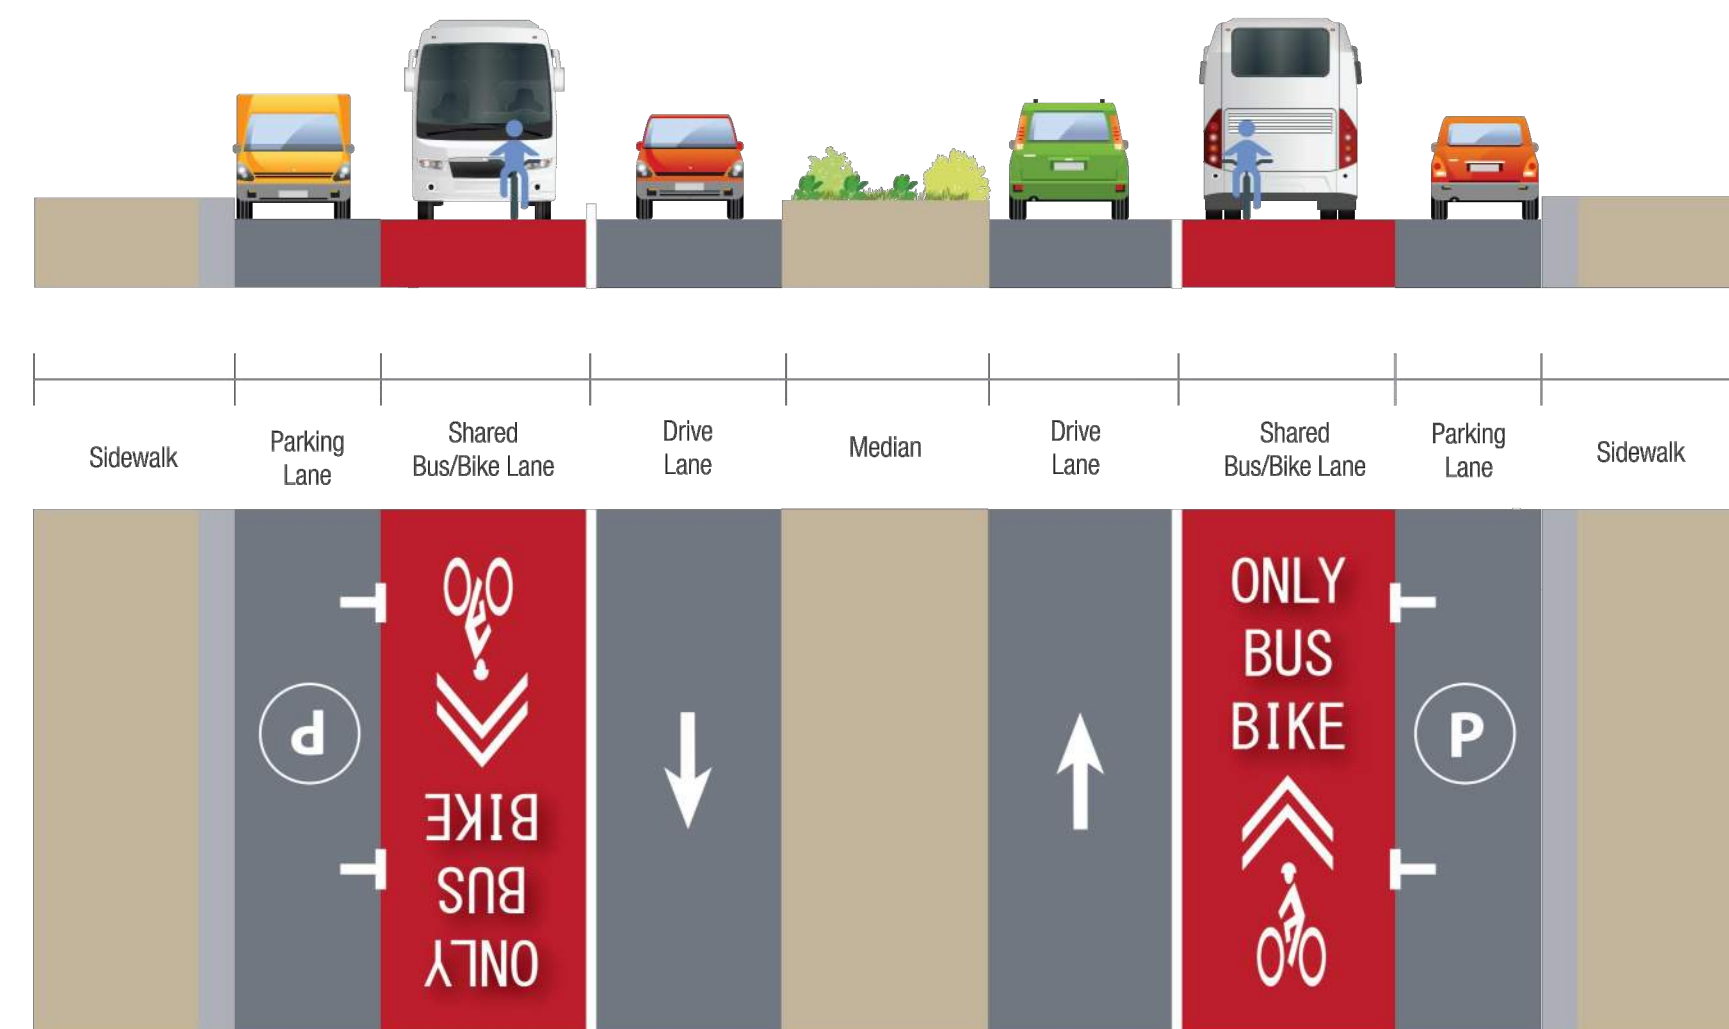 Sidewalk
Parking
Lane
Shared
Bus/Bike Lane
Drive
Lane
Median
Drive
Lane
Shared
Bus/Bike Lane
Parking
Lane
Sidewalk
P
BIKE
BUS
ONLY
ONLY
BUS
BIKE
P